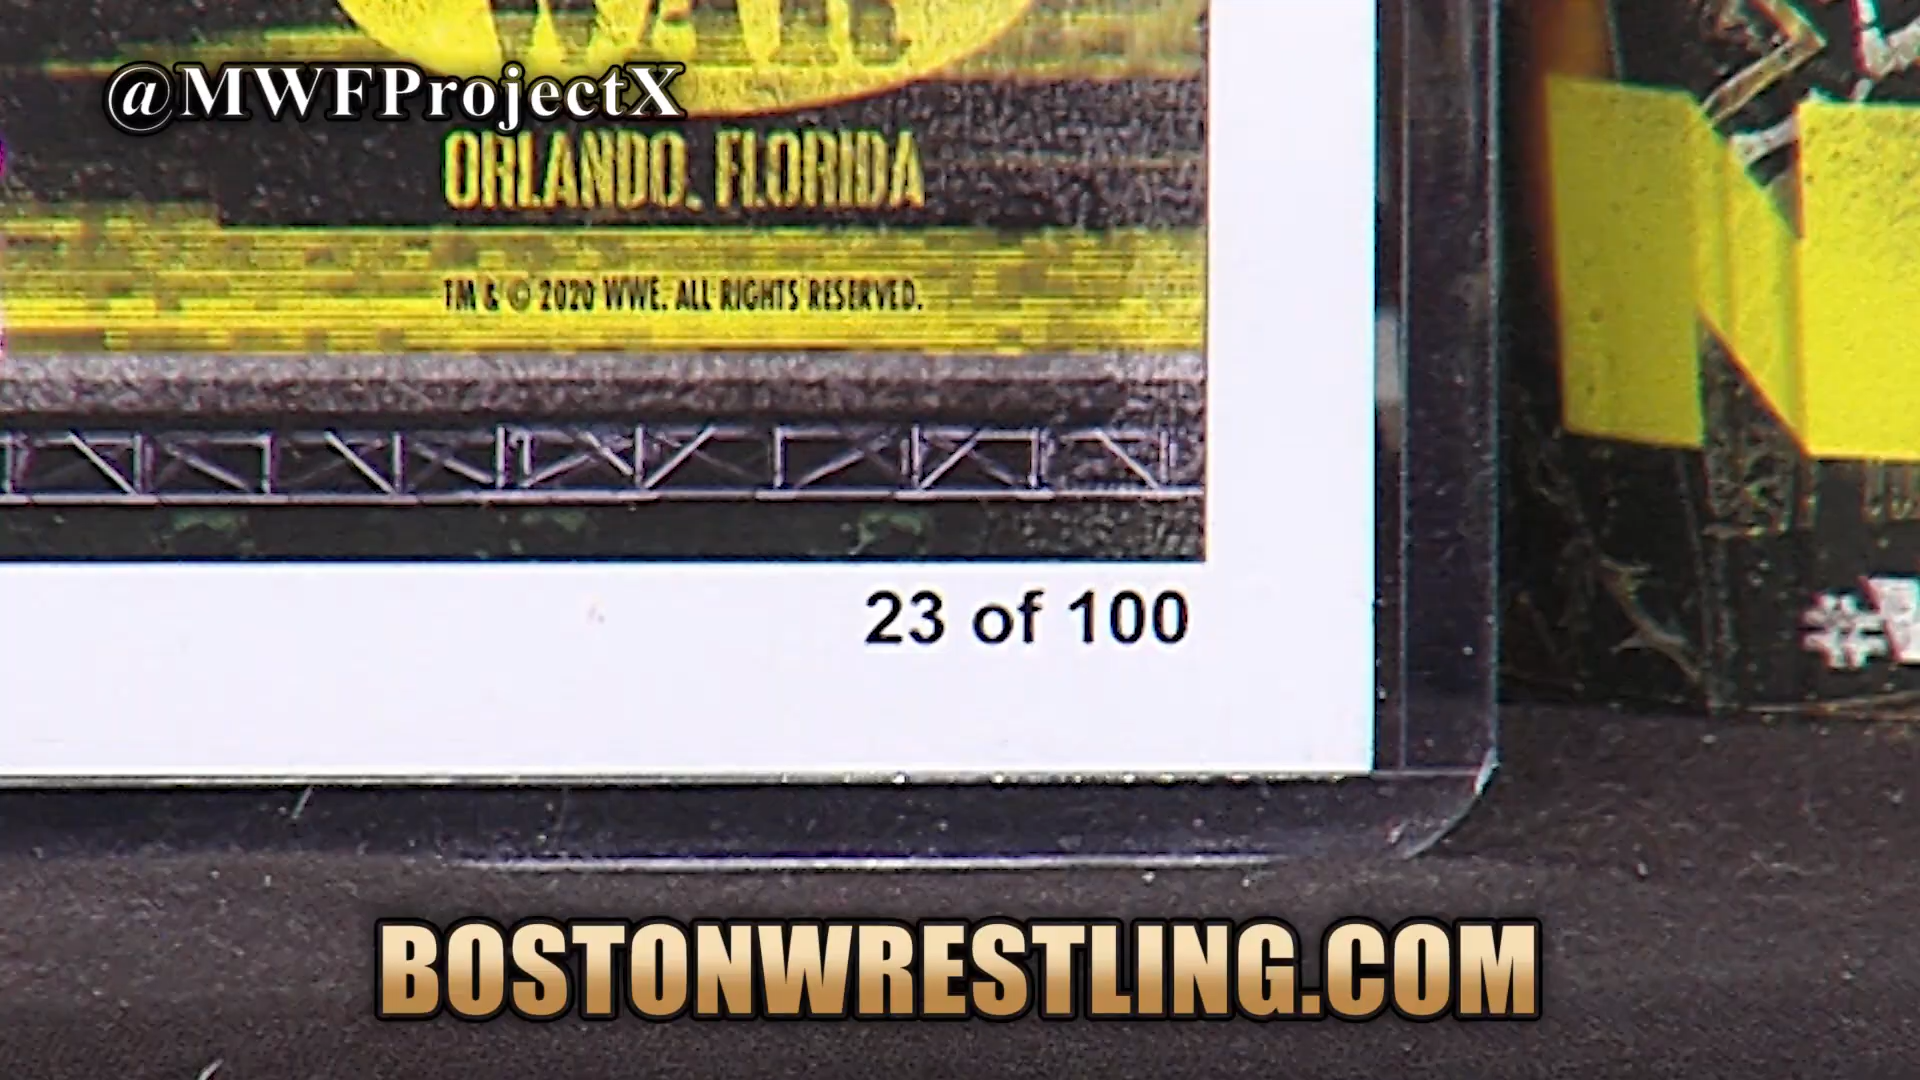 @MWFProjectX
ORLANDO, FLORIDA
TM & © 2020 WWE. ALL RIGHTS RESERVED.
23 of 100
BOSTONWRESTLING.COM